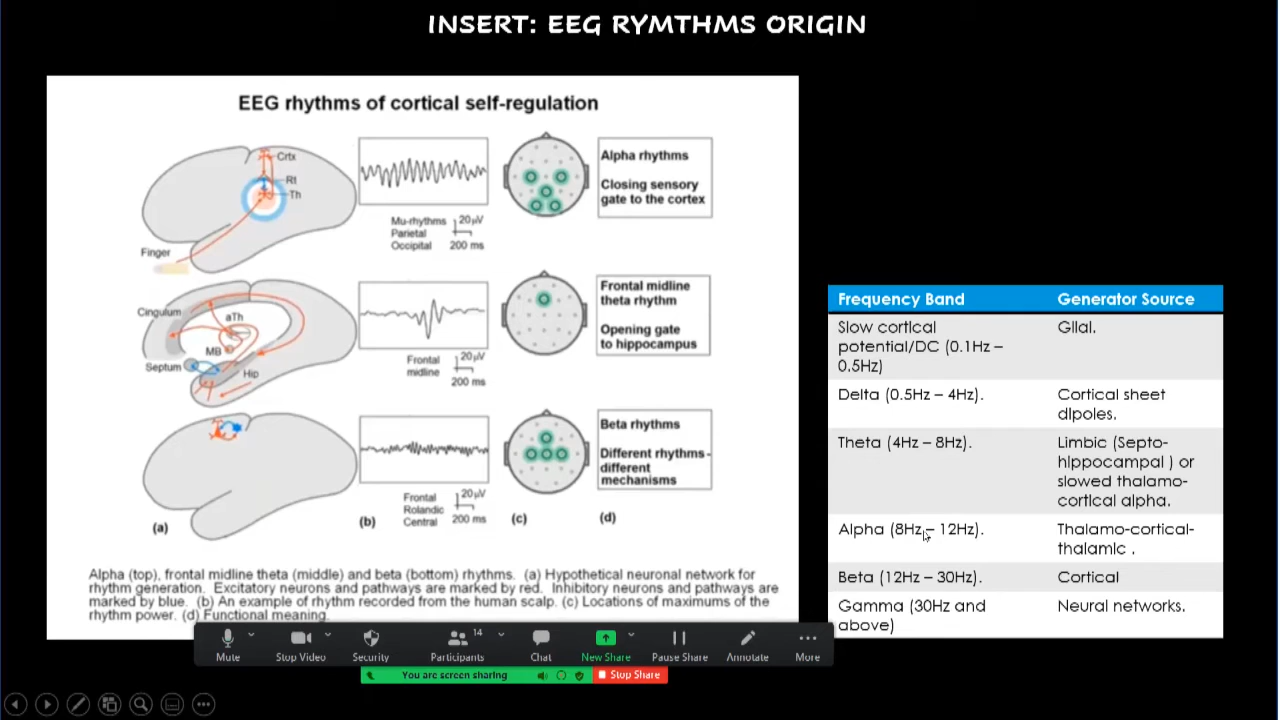 INSERT: EEG RYMTHMS ORIGIN
EEG rhythms of cortical self-regulation
Crtx
Rt
Th
Finger
Mu-rhythms
Parietal
Occipital
20 µV
200 ms
Alpha rhythms
Closing sensory
gate to the cortex
Cingulum
aTh
MB
Septum
Hip
Frontal
midline
20 µV
200 ms
Frontal midline
theta rhythm
Opening gate
to hippocampus
Frontal
Rolandic
Central
20 µV
200 ms
Beta rhythms
Different rhythms-
different
mechanisms
(a)
(b)
(c)
(d)
Alpha (top), frontal midline theta (middle) and beta (bottom) rhythms. (a) Hypothetical neuronal network for
rhythm generation. Excitatory neurons and pathways are marked by red. Inhibitory neurons and pathways are
marked by blue. (b) An example of rhythm recorded from the human scalp. (c) Locations of maximums of the
rhythm power. (d) Functional meaning.
Frequency Band
Generator Source
Slow cortical
potential/DC (0.1Hz –
0.5Hz)
Glial.
Delta (0.5Hz – 4Hz).
Cortical sheet
dipoles.
Theta (4Hz – 8Hz).
Limbic (Septo-
hippocampal ) or
slowed thalamo-
cortical alpha.
Alpha (8Hz – 12Hz).
Thalamo-cortical-
thalamic .
Beta (12Hz – 30Hz).
Cortical
Gamma (30Hz and
above)
Neural networks.
Mute
Stop Video
Security
14
Participants
Chat
New Share
Pause Share
Annotate
More
You are screen sharing
Stop Share